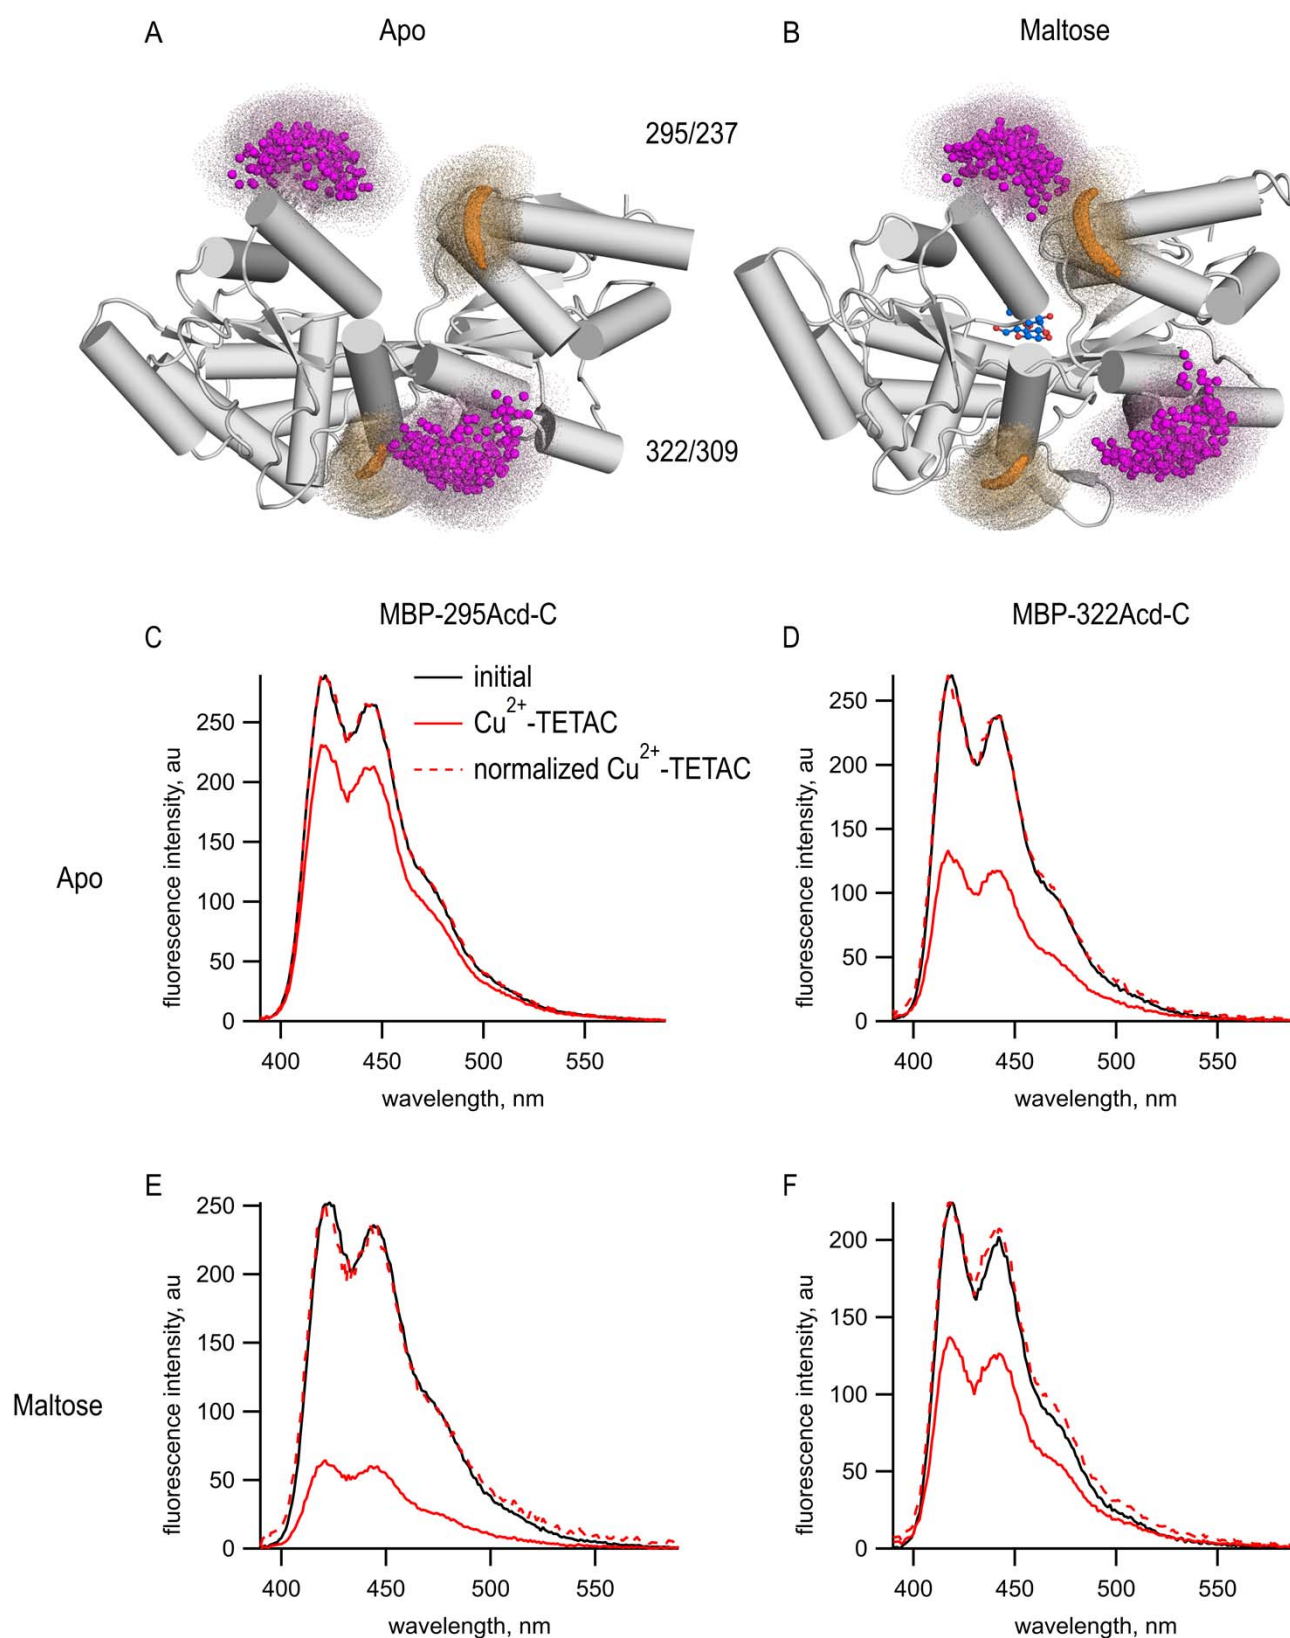 A Apo B Maltose
295/237
322/309
MBP-295Acd-C MBP-322Acd-C
C D
initial
Cu2+-TETAC
normalized Cu2+-TETAC
Apo
fluorescence intensity, au
250
200
150
100
50
0
400 450 500 550
wavelength, nm
fluorescence intensity, au
250
200
150
100
50
0
400 450 500 550
wavelength, nm
E F
Maltose
fluorescence intensity, au
250
200
150
100
50
0
400 450 500 550
wavelength, nm
fluorescence intensity, au
200
150
100
50
0
400 450 500 550
wavelength, nm